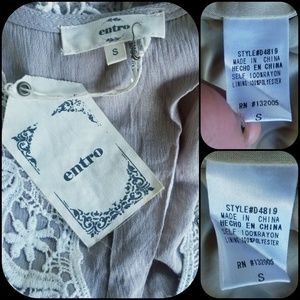 entro
S
entro
STYLE#D4819
MADE IN CHINA
HECHO EN CHINA
SELF 100%RAYON
LINING 100%POLYESTER
RN #132005
S
STYLE#D4819
MADE IN CHINA
HECHO EN CHINA
SELF 100%RAYON
LINING 100%POLYESTER
RN #132005
S